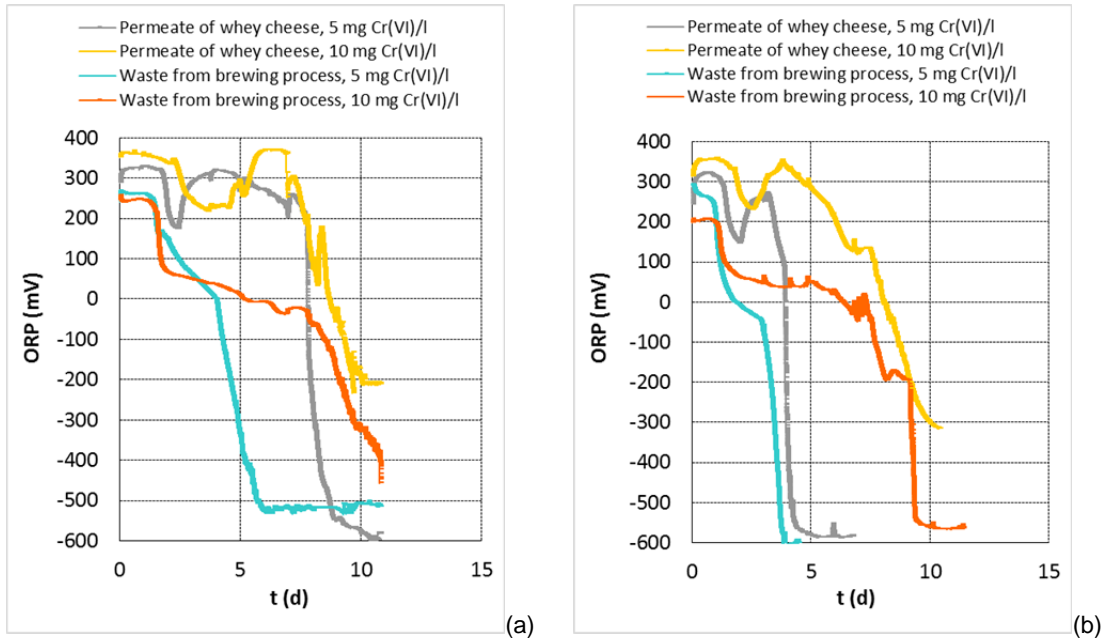 Permeate of whey cheese, 5 mg Cr(VI)/l
Permeate of whey cheese, 10 mg Cr(VI)/l
Waste from brewing process, 5 mg Cr(VI)/l
Waste from brewing process, 10 mg Cr(VI)/l
400
300
200
100
0
-100
-200
-300
-400
-500
-600
ORP (mV)
0
5
10
15
t (d)
(a)
Permeate of whey cheese, 5 mg Cr(VI)/l
Permeate of whey cheese, 10 mg Cr(VI)/l
Waste from brewing process, 5 mg Cr(VI)/l
Waste from brewing process, 10 mg Cr(VI)/l
400
300
200
100
0
-100
-200
-300
-400
-500
-600
ORP (mV)
0
5
10
15
t (d)
(b)